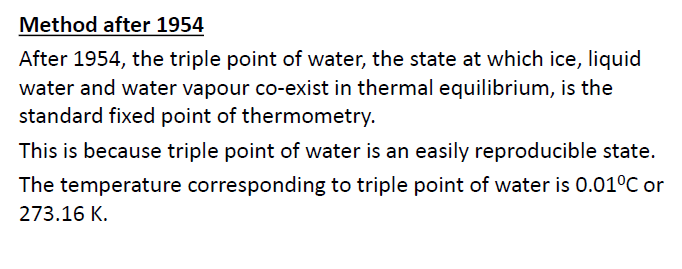 Method after 1954
After 1954, the triple point of water, the state at which ice, liquid
water and water vapour co-exist in thermal equilibrium, is the
standard fixed point of thermometry.
This is because triple point of water is an easily reproducible state.
The temperature corresponding to triple point of water is 0.01⁰C or
273.16 K.